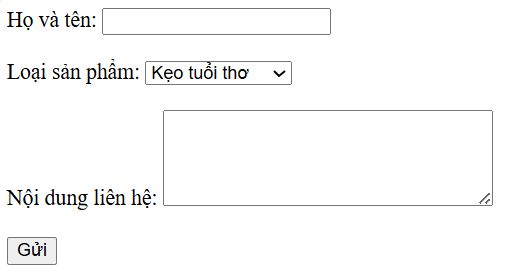 Họ và tên:
Loại sản phẩm: Kẹo tuổi thơ
Nội dung liên hệ:
Gửi